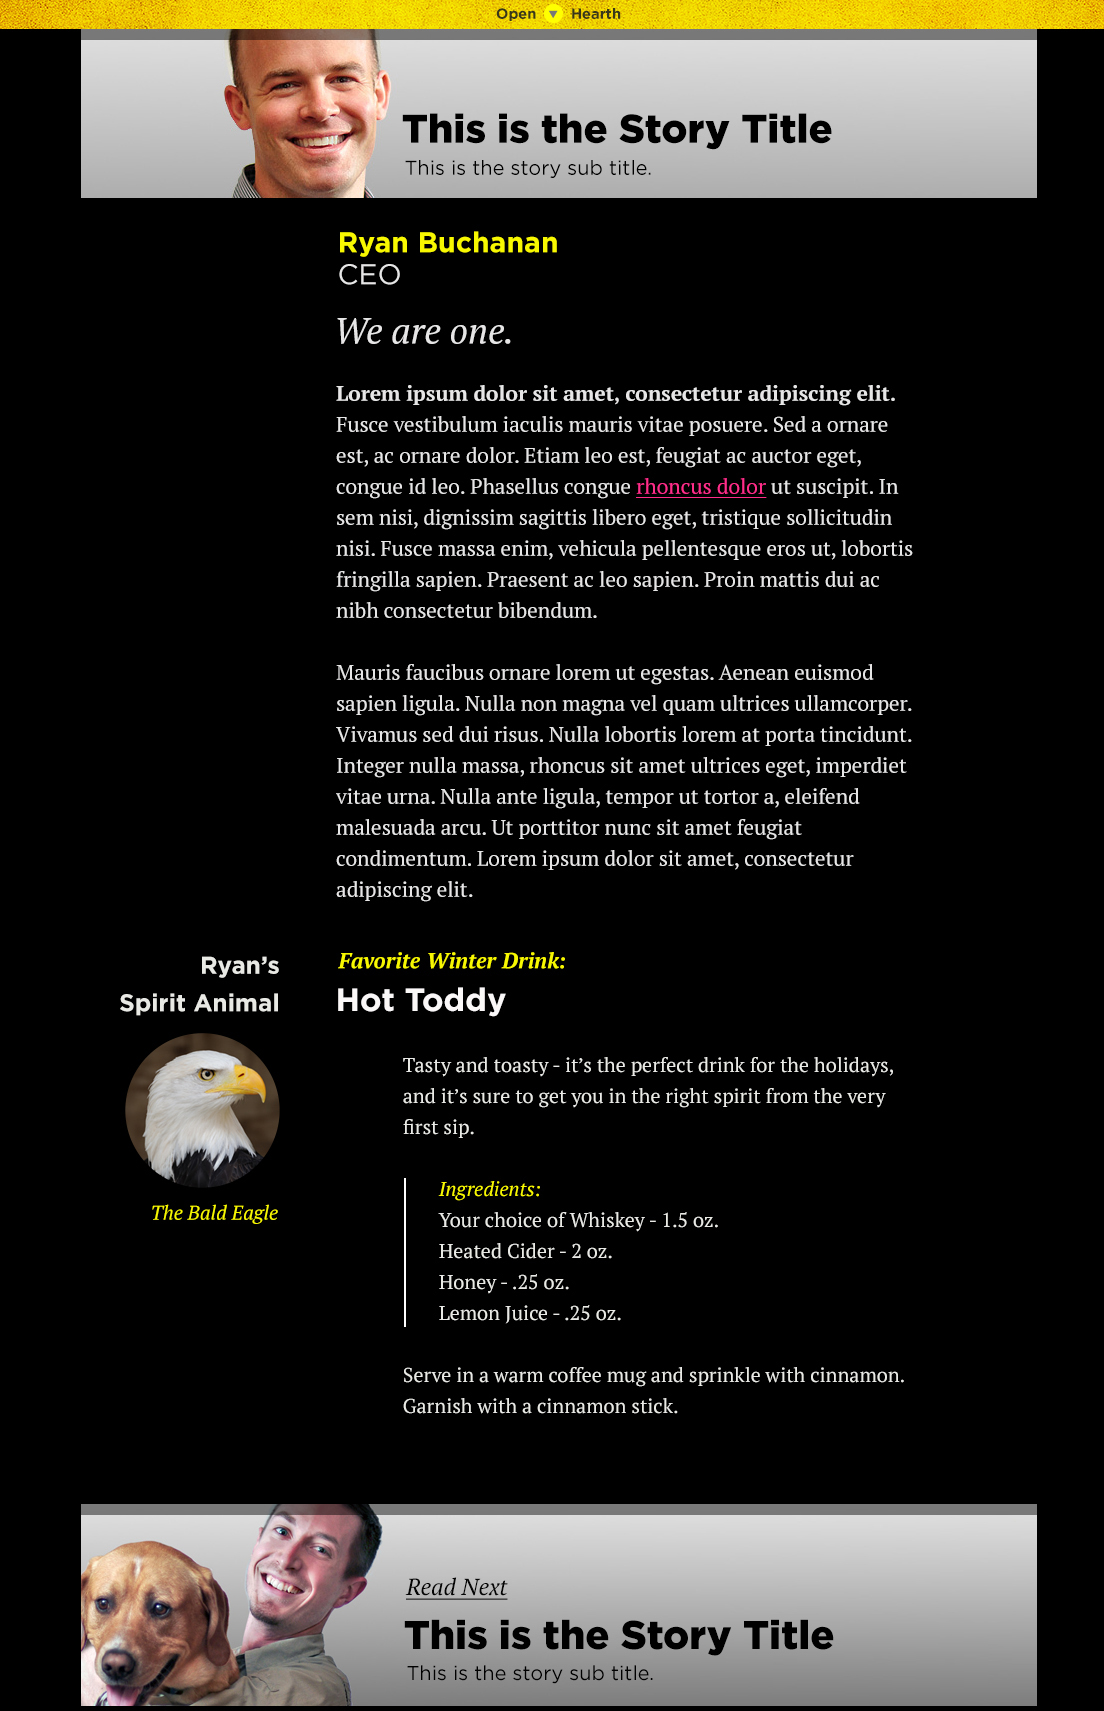 Open ▼ Hearth
This is the Story Title
This is the story sub title.
Ryan Buchanan
CEO
We are one.
Lorem ipsum dolor sit amet, consectetur adipiscing elit.
Fusce vestibulum iaculis mauris vitae posuere. Sed a ornare
est, ac ornare dolor. Etiam leo est, feugiat ac auctor eget,
congue id leo. Phasellus congue rhoncus dolor ut suscipit. In
sem nisi, dignissim sagittis libero eget, tristique sollicitudin
nisi. Fusce massa enim, vehicula pellentesque eros ut, lobortis
fringilla sapien. Praesent ac leo sapien. Proin mattis dui ac
nibh consectetur bibendum.
Mauris faucibus ornare lorem ut egestas. Aenean euismod
sapien ligula. Nulla non magna vel quam ultrices ullamcorper.
Vivamus sed dui risus. Nulla lobortis lorem at porta tincidunt.
Integer nulla massa, rhoncus sit amet ultrices eget, imperdiet
vitae urna. Nulla ante ligula, tempor ut tortor a, eleifend
malesuada arcu. Ut porttitor nunc sit amet feugiat
condimentum. Lorem ipsum dolor sit amet, consectetur
adipiscing elit.
Ryan’s
Spirit Animal
The Bald Eagle
Favorite Winter Drink:
Hot Toddy
Tasty and toasty - it’s the perfect drink for the holidays,
and it’s sure to get you in the right spirit from the very
first sip.
Ingredients:
Your choice of Whiskey - 1.5 oz.
Heated Cider - 2 oz.
Honey - .25 oz.
Lemon Juice - .25 oz.
Serve in a warm coffee mug and sprinkle with cinnamon.
Garnish with a cinnamon stick.
Read Next
This is the Story Title
This is the story sub title.